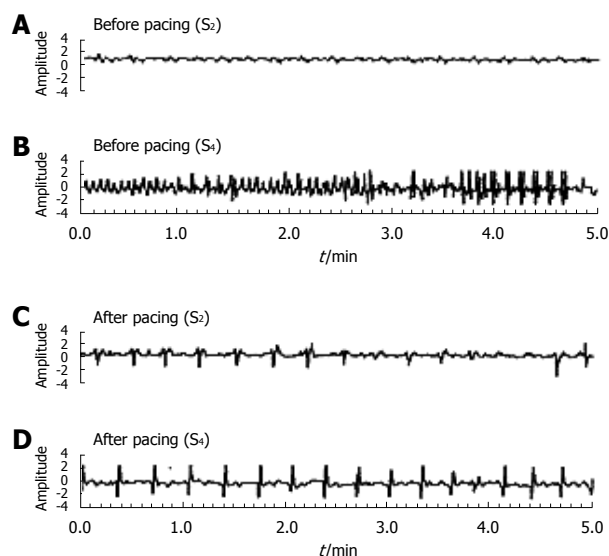 A Before pacing (S₂)
Amplitude
4
2
0
-2
-4
B Before pacing (S₄)
Amplitude
4
2
0
-2
-4
0.0 1.0 2.0 3.0 4.0 5.0
t/min
C After pacing (S₂)
Amplitude
4
2
0
-2
-4
D After pacing (S₄)
Amplitude
4
2
0
-2
-4
0.0 1.0 2.0 3.0 4.0 5.0
t/min